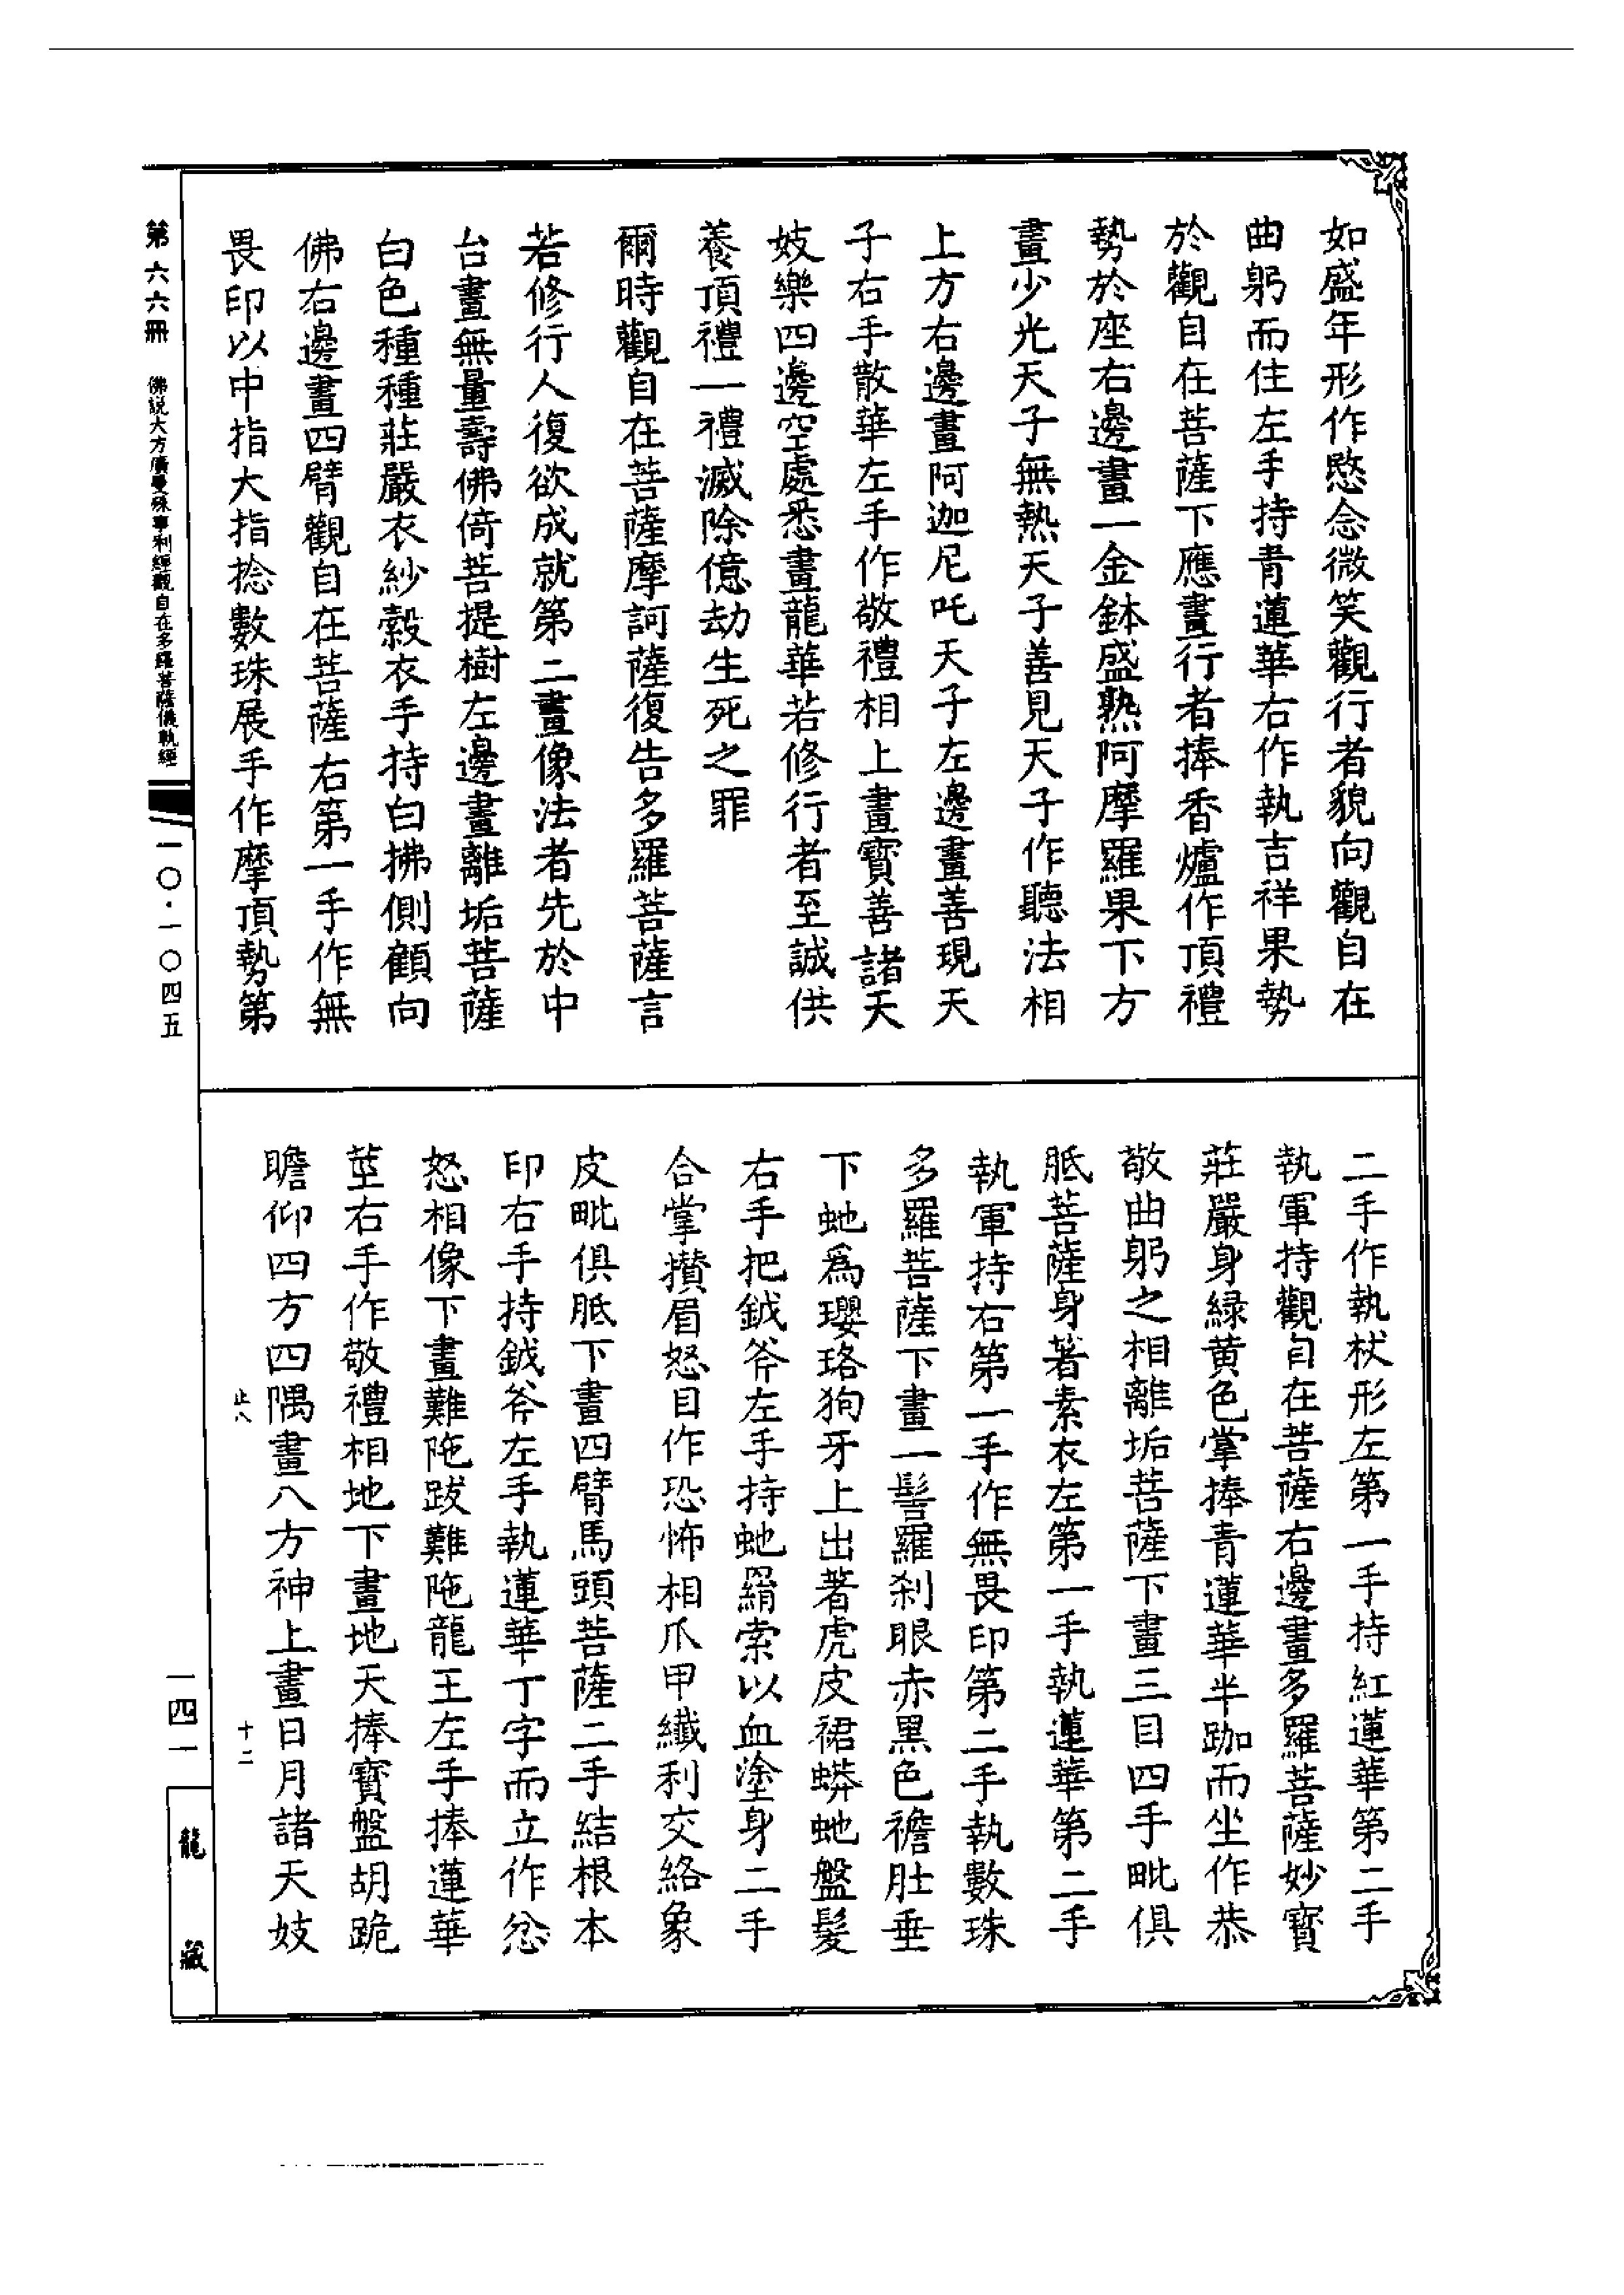 如盛年形作愍念微笑觀行者貌向觀自在
曲躬而住左手持青蓮華右作執吉祥果勢
於觀自在菩薩下應畫行者捧香爐作頂禮
勢於座右邊畫一金鉢盛熟阿摩羅果下方
畫少光天子無熱天子善見天子作聽法相
上方右邊畫阿迦尼吒天子左邊畫善現天
子右手散華左手作敬禮相上畫寶善諸天
妓樂四邊空處悉畫龍華若修行者至誠供
養頂禮一禮滅除億劫生死之罪
爾時觀自在菩薩摩訶薩復告多羅菩薩言
若修行人復欲成就第二畫像法者先於中
台畫無量壽佛倚菩提樹左邊畫離垢菩薩
白色種種莊嚴衣紗縠衣手持白拂側顧向
佛右邊畫四臂觀自在菩薩右第一手作無
畏印以中指大指捻數珠展手作摩頂勢第
二手作執杖形左第一手持紅蓮華第二手
執軍持觀自在菩薩右邊畫多羅菩薩妙寶
莊嚴身緑黄色掌捧青蓮華半跏而坐作恭
敬曲躬之相離垢菩薩下畫三目四手毗俱
胝菩薩身著素衣左第一手執蓮華第二手
執軍持右第一手作無畏印第二手執數珠
多羅菩薩下畫一髻羅刹眼赤黑色襜肚垂
下虵爲瓔珞狗牙上出著虎皮裙蟒虵盤髮
右手把鉞斧左手持虵羂索以血塗身二手
合掌攢眉怒目作恐怖相爪甲纖利交絡象
皮毗俱胝下畫四臂馬頭菩薩二手結根本
印右手持鉞斧左手執蓮華丁字而立作忿
怒相像下畫難陁跋難陁龍王左手捧蓮華
莖右手作敬禮相地下畫地天捧寶盤胡跪
瞻仰四方四隅畫八方神上畫日月諸天妓
十二
第六六冊
佛説大方廣曼殊室利經觀自在多羅菩薩儀軌經
一〇·一〇四五
一四一
龍藏